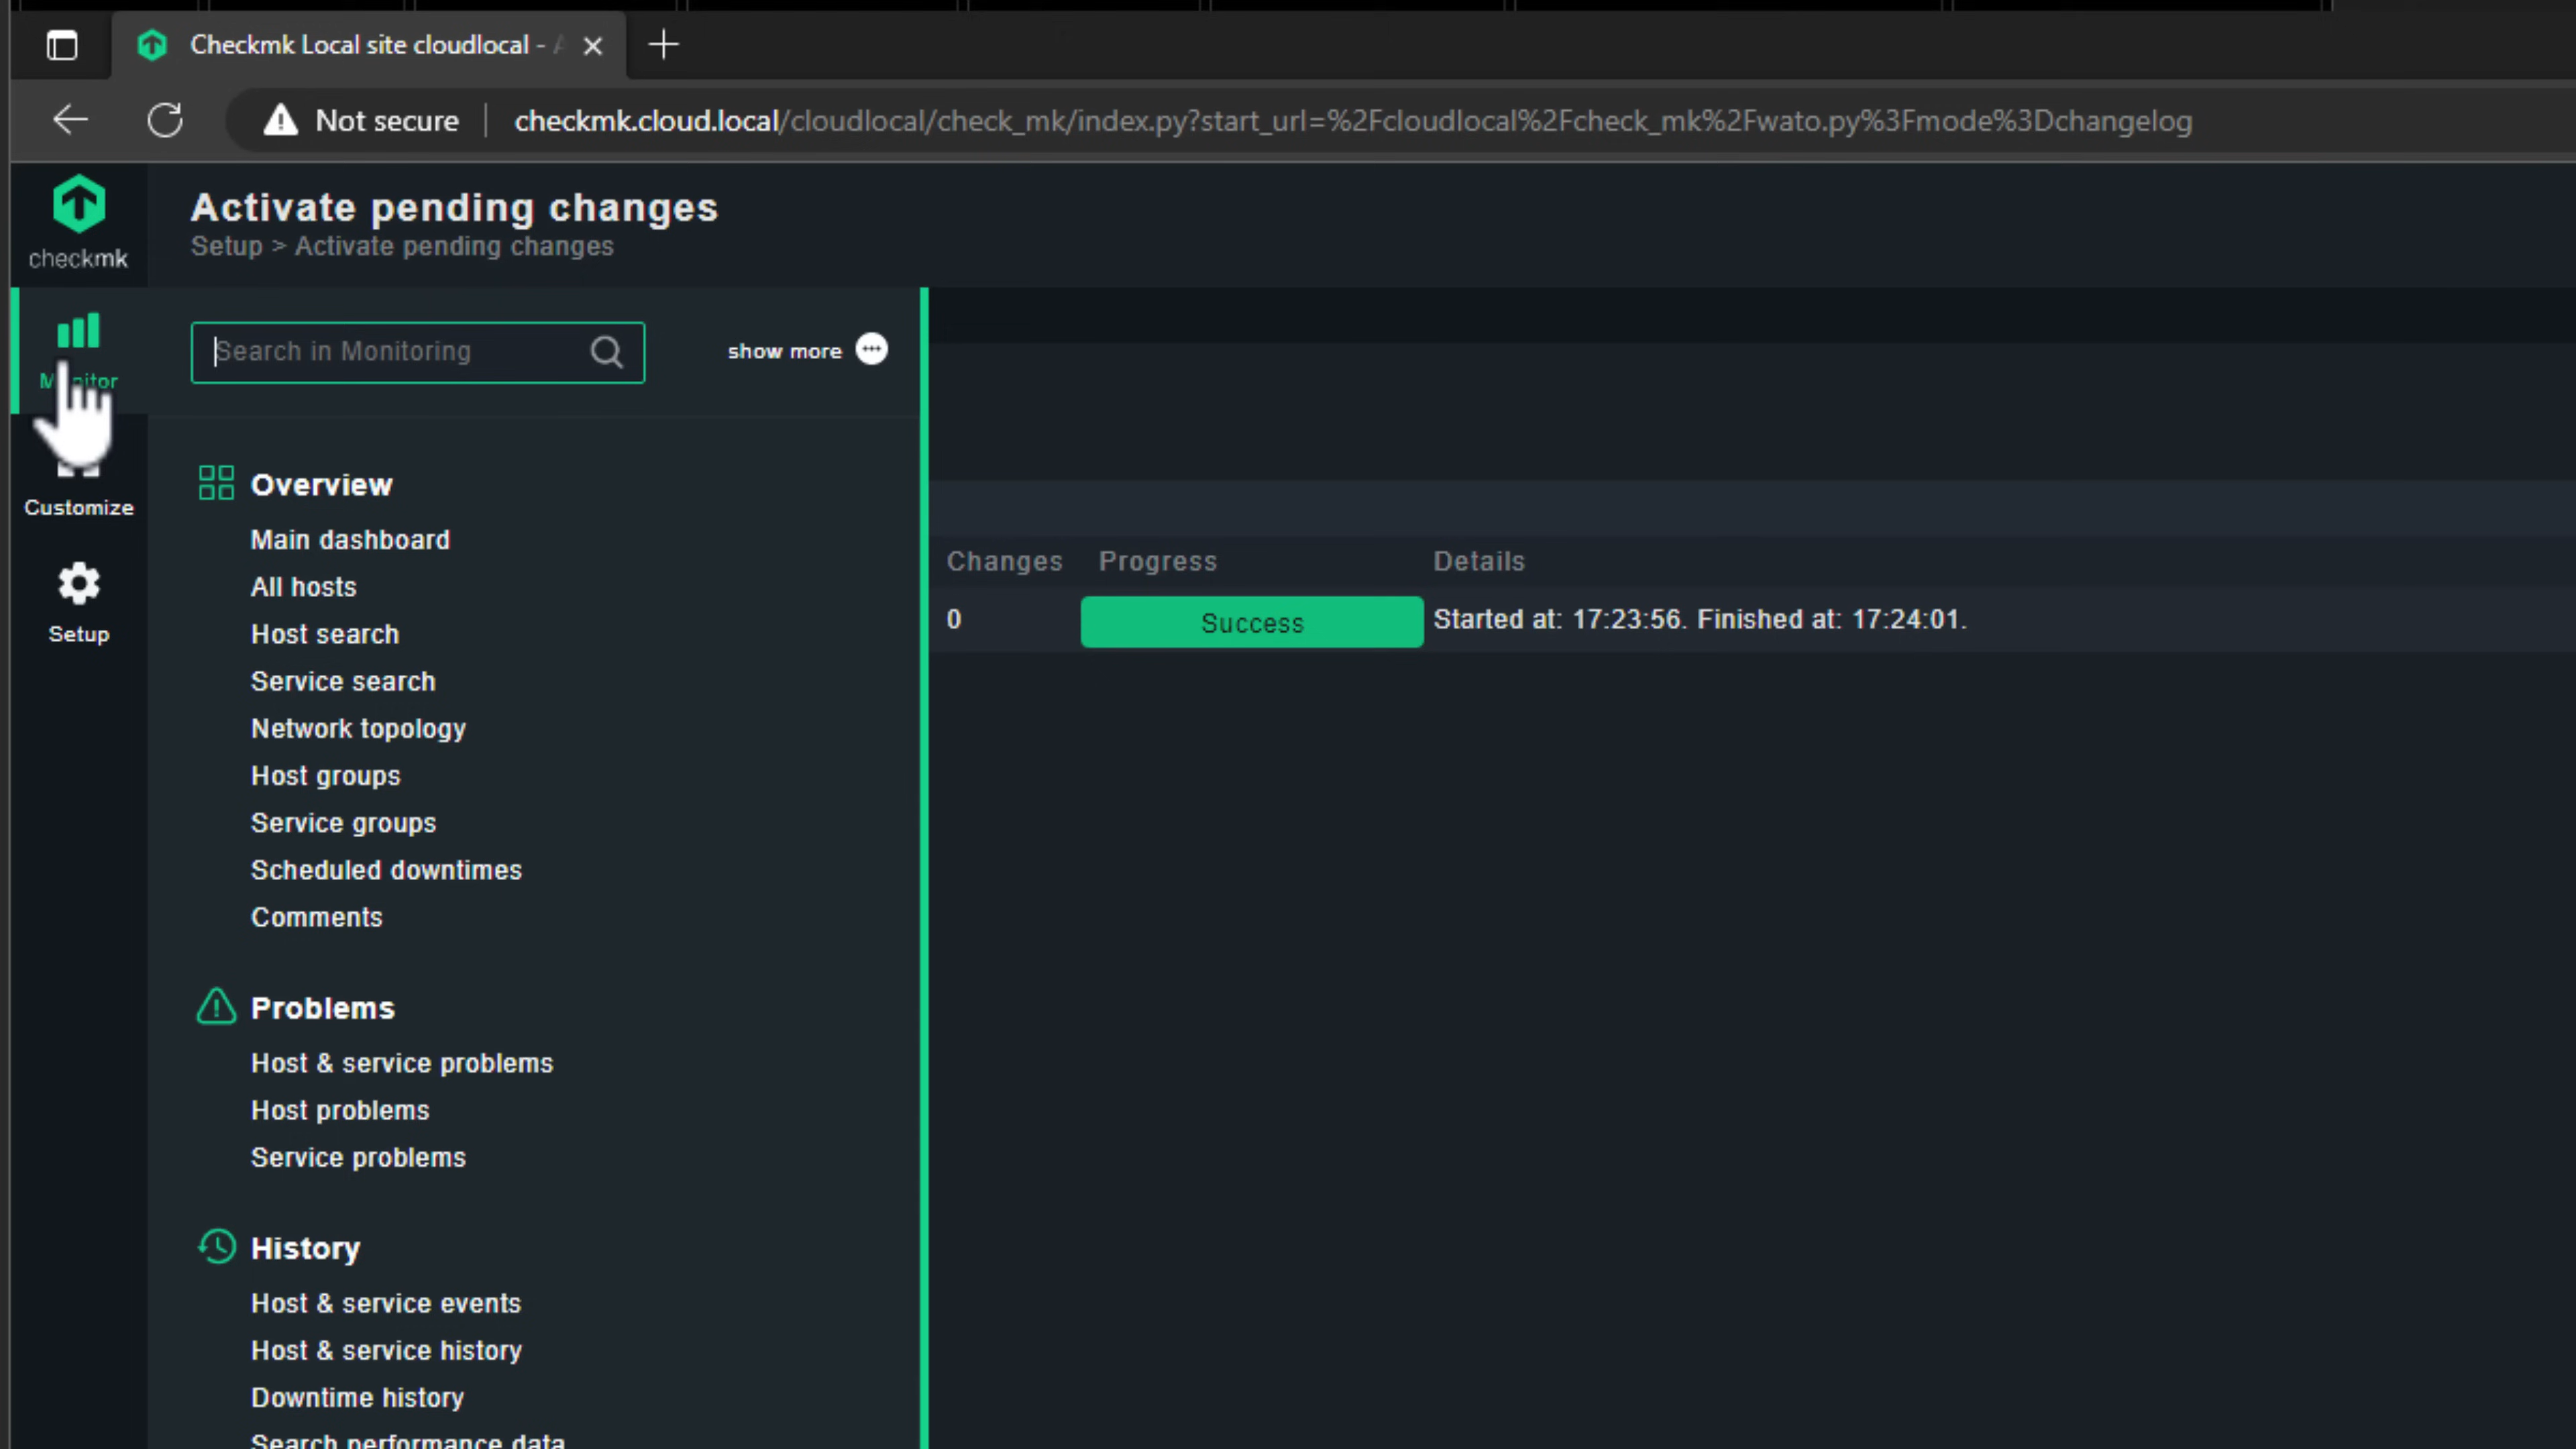 Checkmk Local site cloudlocal -
Not secure
checkmk.cloud.local/cloudlocal/check_mk/index.py?start_url=%2Fcloudlocal%2Fcheck_mk%2Fwato.py%3Fmode%3Dchangelog
checkmk
Activate pending changes
Setup > Activate pending changes
Search in Monitoring
show more
Monitor
Customize
Setup
Overview
Main dashboard
All hosts
Host search
Service search
Network topology
Host groups
Service groups
Scheduled downtimes
Comments
Problems
Host & service problems
Host problems
Service problems
History
Host & service events
Host & service history
Downtime history
Search performance data
Changes Progress Details
0 Success Started at: 17:23:56. Finished at: 17:24:01.